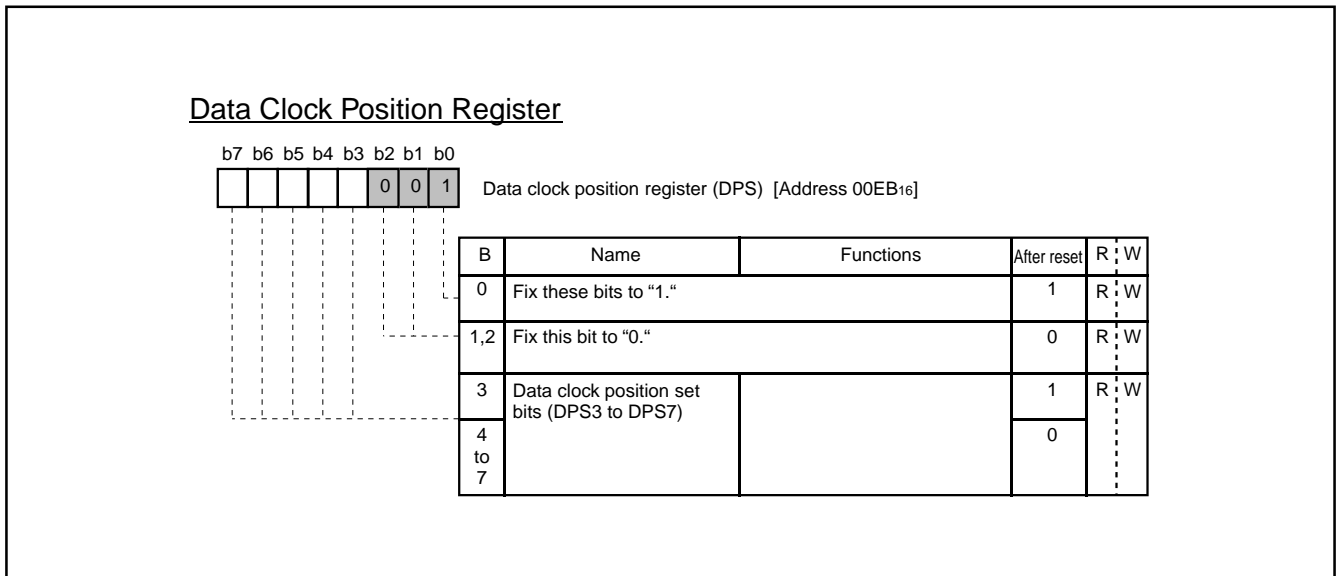 Data Clock Position Register
b7 b6 b5 b4 b3 b2 b1 b0
0 0 1
Data clock position register (DPS) [Address 00EB16]
B Name Functions After reset R W
0 Fix these bits to “1.“ 1 R W
1,2 Fix this bit to “0.“ 0 R W
3 Data clock position set 1 R W
bits (DPS3 to DPS7)
4 0
to
7